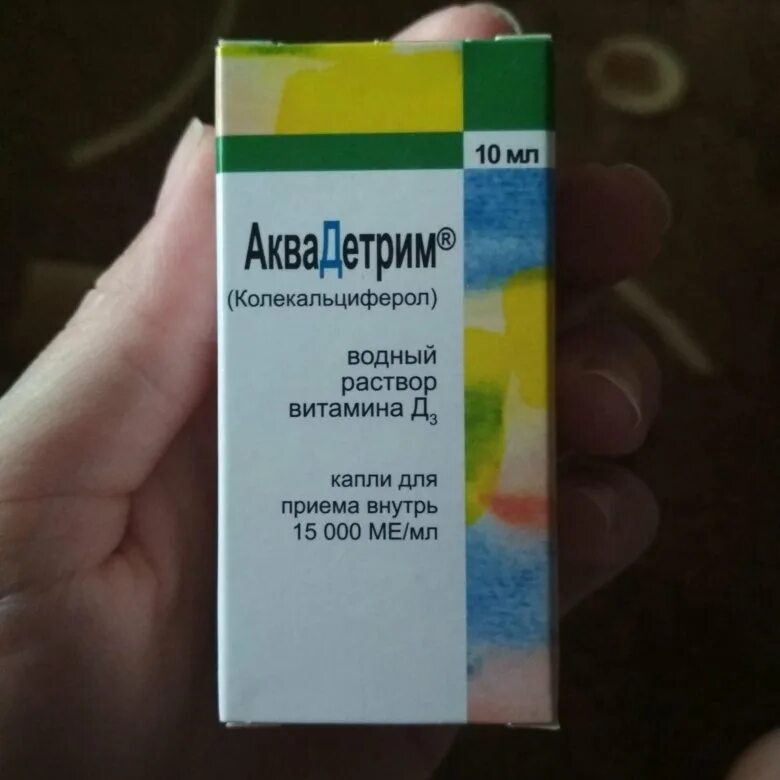 10 мл
АкваДетрим®
(Колекальциферол)
водный
раствор
витамина Д₃
капли для
приема внутрь
15 000 МЕ/мл